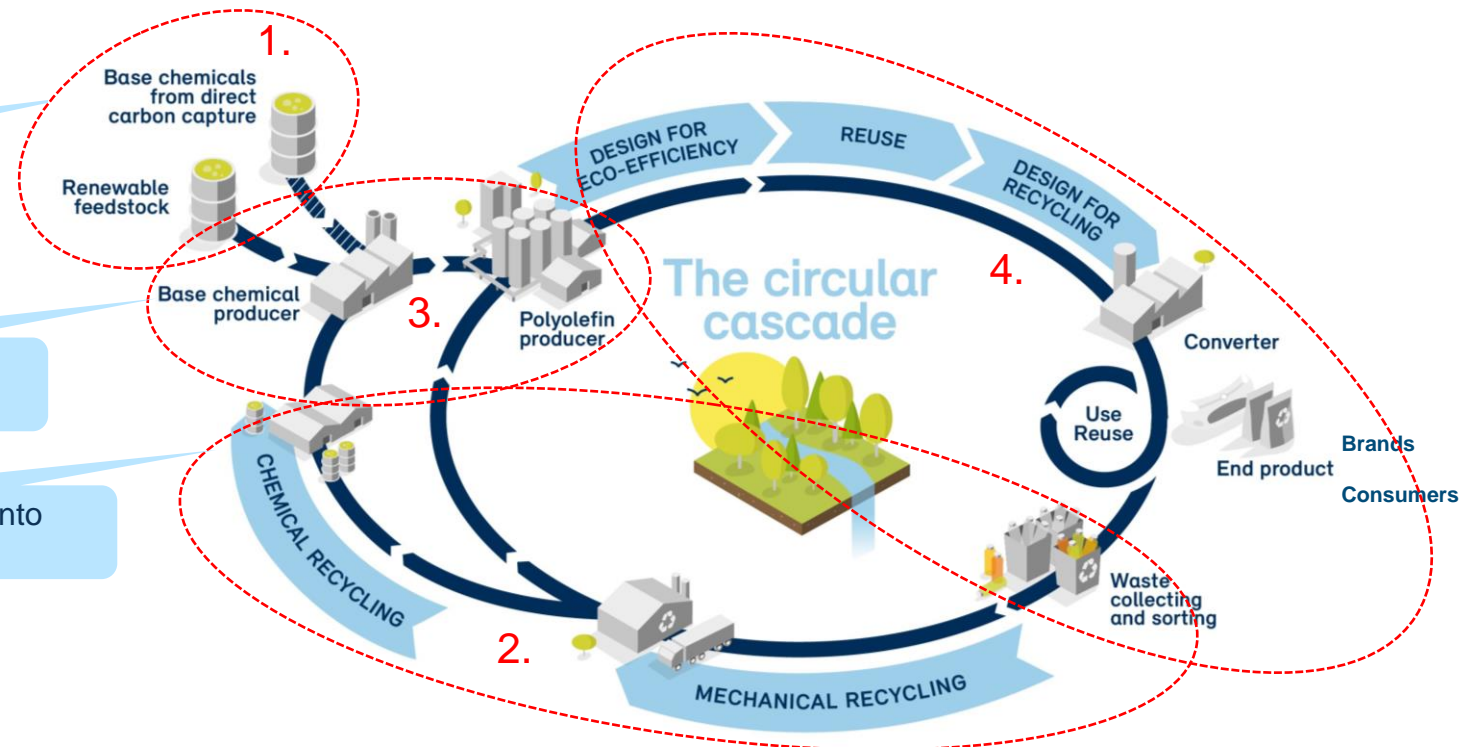 1.
Base chemicals
from direct
carbon capture
Renewable
feedstock
Base chemical
producer
3.
Polyolefin
producer
DESIGN FOR
ECO-EFFICIENCY
REUSE
DESIGN FOR
RECYCLING
4.
The circular
cascade
Converter
Use
Reuse
End product
Brands
Consumers
Waste
collecting
and sorting
MECHANICAL RECYCLING
2.
CHEMICAL RECYCLING
nto